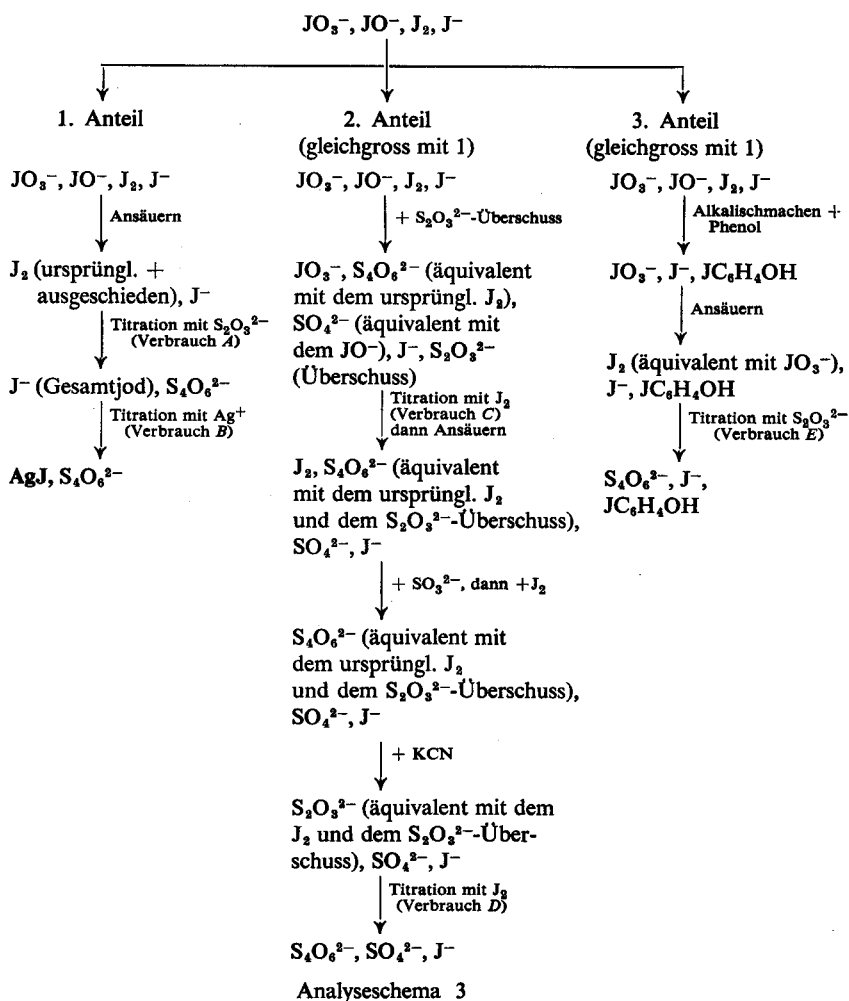 JO₃⁻, JO⁻, J₂, J⁻
1. Anteil
JO₃⁻, JO⁻, J₂, J⁻
Ansäuern
J₂ (ursprüngl. +
ausgeschieden), J⁻
Titration mit S₂O₃²⁻
(Verbrauch A)
J⁻ (Gesamtjod), S₄O₆²⁻
Titration mit Ag⁺
(Verbrauch B)
AgJ, S₄O₆²⁻
2. Anteil
(gleichgross mit 1)
JO₃⁻, JO⁻, J₂, J⁻
+ S₂O₃²⁻-Überschuss
JO₃⁻, S₄O₆²⁻ (äquivalent
mit dem ursprüngl. J₂),
SO₄²⁻ (äquivalent mit
dem JO⁻), J⁻, S₂O₃²⁻
(Überschuss)
Titration mit J₂
(Verbrauch C)
dann Ansäuern
J₂, S₄O₆²⁻ (äquivalent
mit dem ursprüngl. J₂
und dem S₂O₃²⁻-Überschuss),
SO₄²⁻, J⁻
+ SO₃²⁻, dann +J₂
S₄O₆²⁻ (äquivalent mit
dem ursprüngl. J₂
und dem S₂O₃²⁻-Überschuss),
SO₄²⁻, J⁻
+ KCN
S₂O₃²⁻ (äquivalent mit dem
J₂ und dem S₂O₃²⁻-Über-
schuss), SO₄²⁻, J⁻
Titration mit J₂
(Verbrauch D)
S₄O₆²⁻, SO₄²⁻, J⁻
3. Anteil
(gleichgross mit 1)
JO₃⁻, JO⁻, J₂, J⁻
Alkalischmachen +
Phenol
JO₃⁻, J⁻, JC₆H₄OH
Ansäuern
J₂ (äquivalent mit JO₃⁻),
J⁻, JC₆H₄OH
Titration mit S₂O₃²⁻
(Verbrauch E)
S₄O₆²⁻, J⁻,
JC₆H₄OH
Analyseschema 3